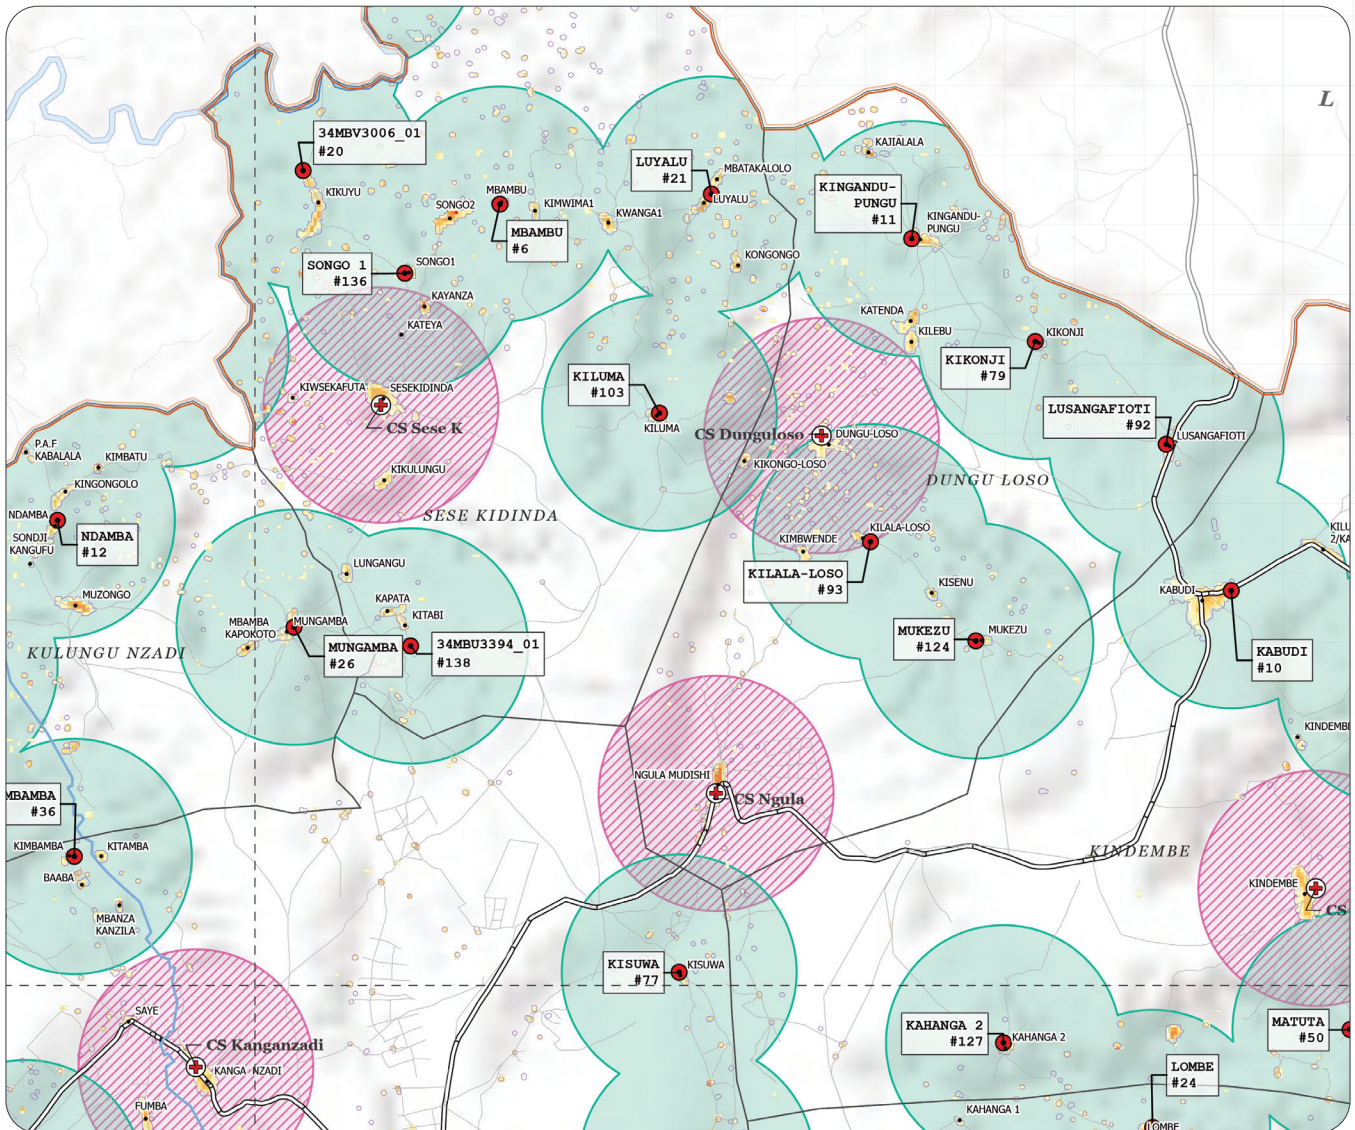 L
34MBV3006_01
#20
KAJIALALA
LUYALU
#21
MBATAKALOLO
LUYALU
KIKUYU
MBAMBU
SONGO2
KIMWIMA1
KWANGA1
MBAMBU
#6
KINGANDU-
PUNGU
#11
KINGANDU-
PUNGU
KONGONGO
SONGO 1
#136
SONGO1
KAYANZA
KATEYA
KATENDA
KILEBU
KIKONJI
KIKONJI
#79
KILUMA
#103
KILUMA
KIWSEKAFUTA
SESEKIDINDA
CS Sese K
KIKULUNGU
LUSANGAFIOTI
#92
LUSANGAFIOTI
CS Dunguloso
DUNGU-LOSO
KIKONGO-LOSO
DUNGU LOSO
SESE KIDINDA
P.A.F
KABALALA
KIMBATU
KINGONGOLO
NDAMBA
NDAMBA
#12
SONDJI
KANGUFU
MUZONGO
KULUNGU NZADI
KILALA-LOSO
KIMBWENDE
KILALA-LOSO
#93
KISENU
MUKEZU
#124
MUKEZU
KABUDI
KABUDI
#10
LUNGANGU
KAPATA
KITABI
MBAMBA
KAPOKOTO
MUNGAMBA
MUNGAMBA
#26
34MBU3394_01
#138
NGULA MUDISHI
CS Ngula
MBAMBA
#36
KIMBAMBA
KITAMBA
BAABA
MBANZA
KANZILA
KINDEMBE
KINDEMBE
CS
KISUWA
#77
KISUWA
SAYE
CS Kanganzadi
KANGA NZADI
FUMBA
KAHANGA 2
#127
KAHANGA 2
KAHANGA 1
MATUTA
#50
LOMBE
#24
LOMBE